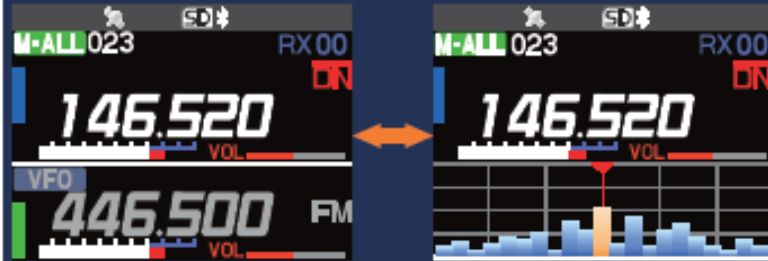 SD SD
M-ALL 023 RX 00 M-ALL 023 RX 00
DN DN
146.520 146.520
VOL VOL
VFO
446.500 FM
VOL